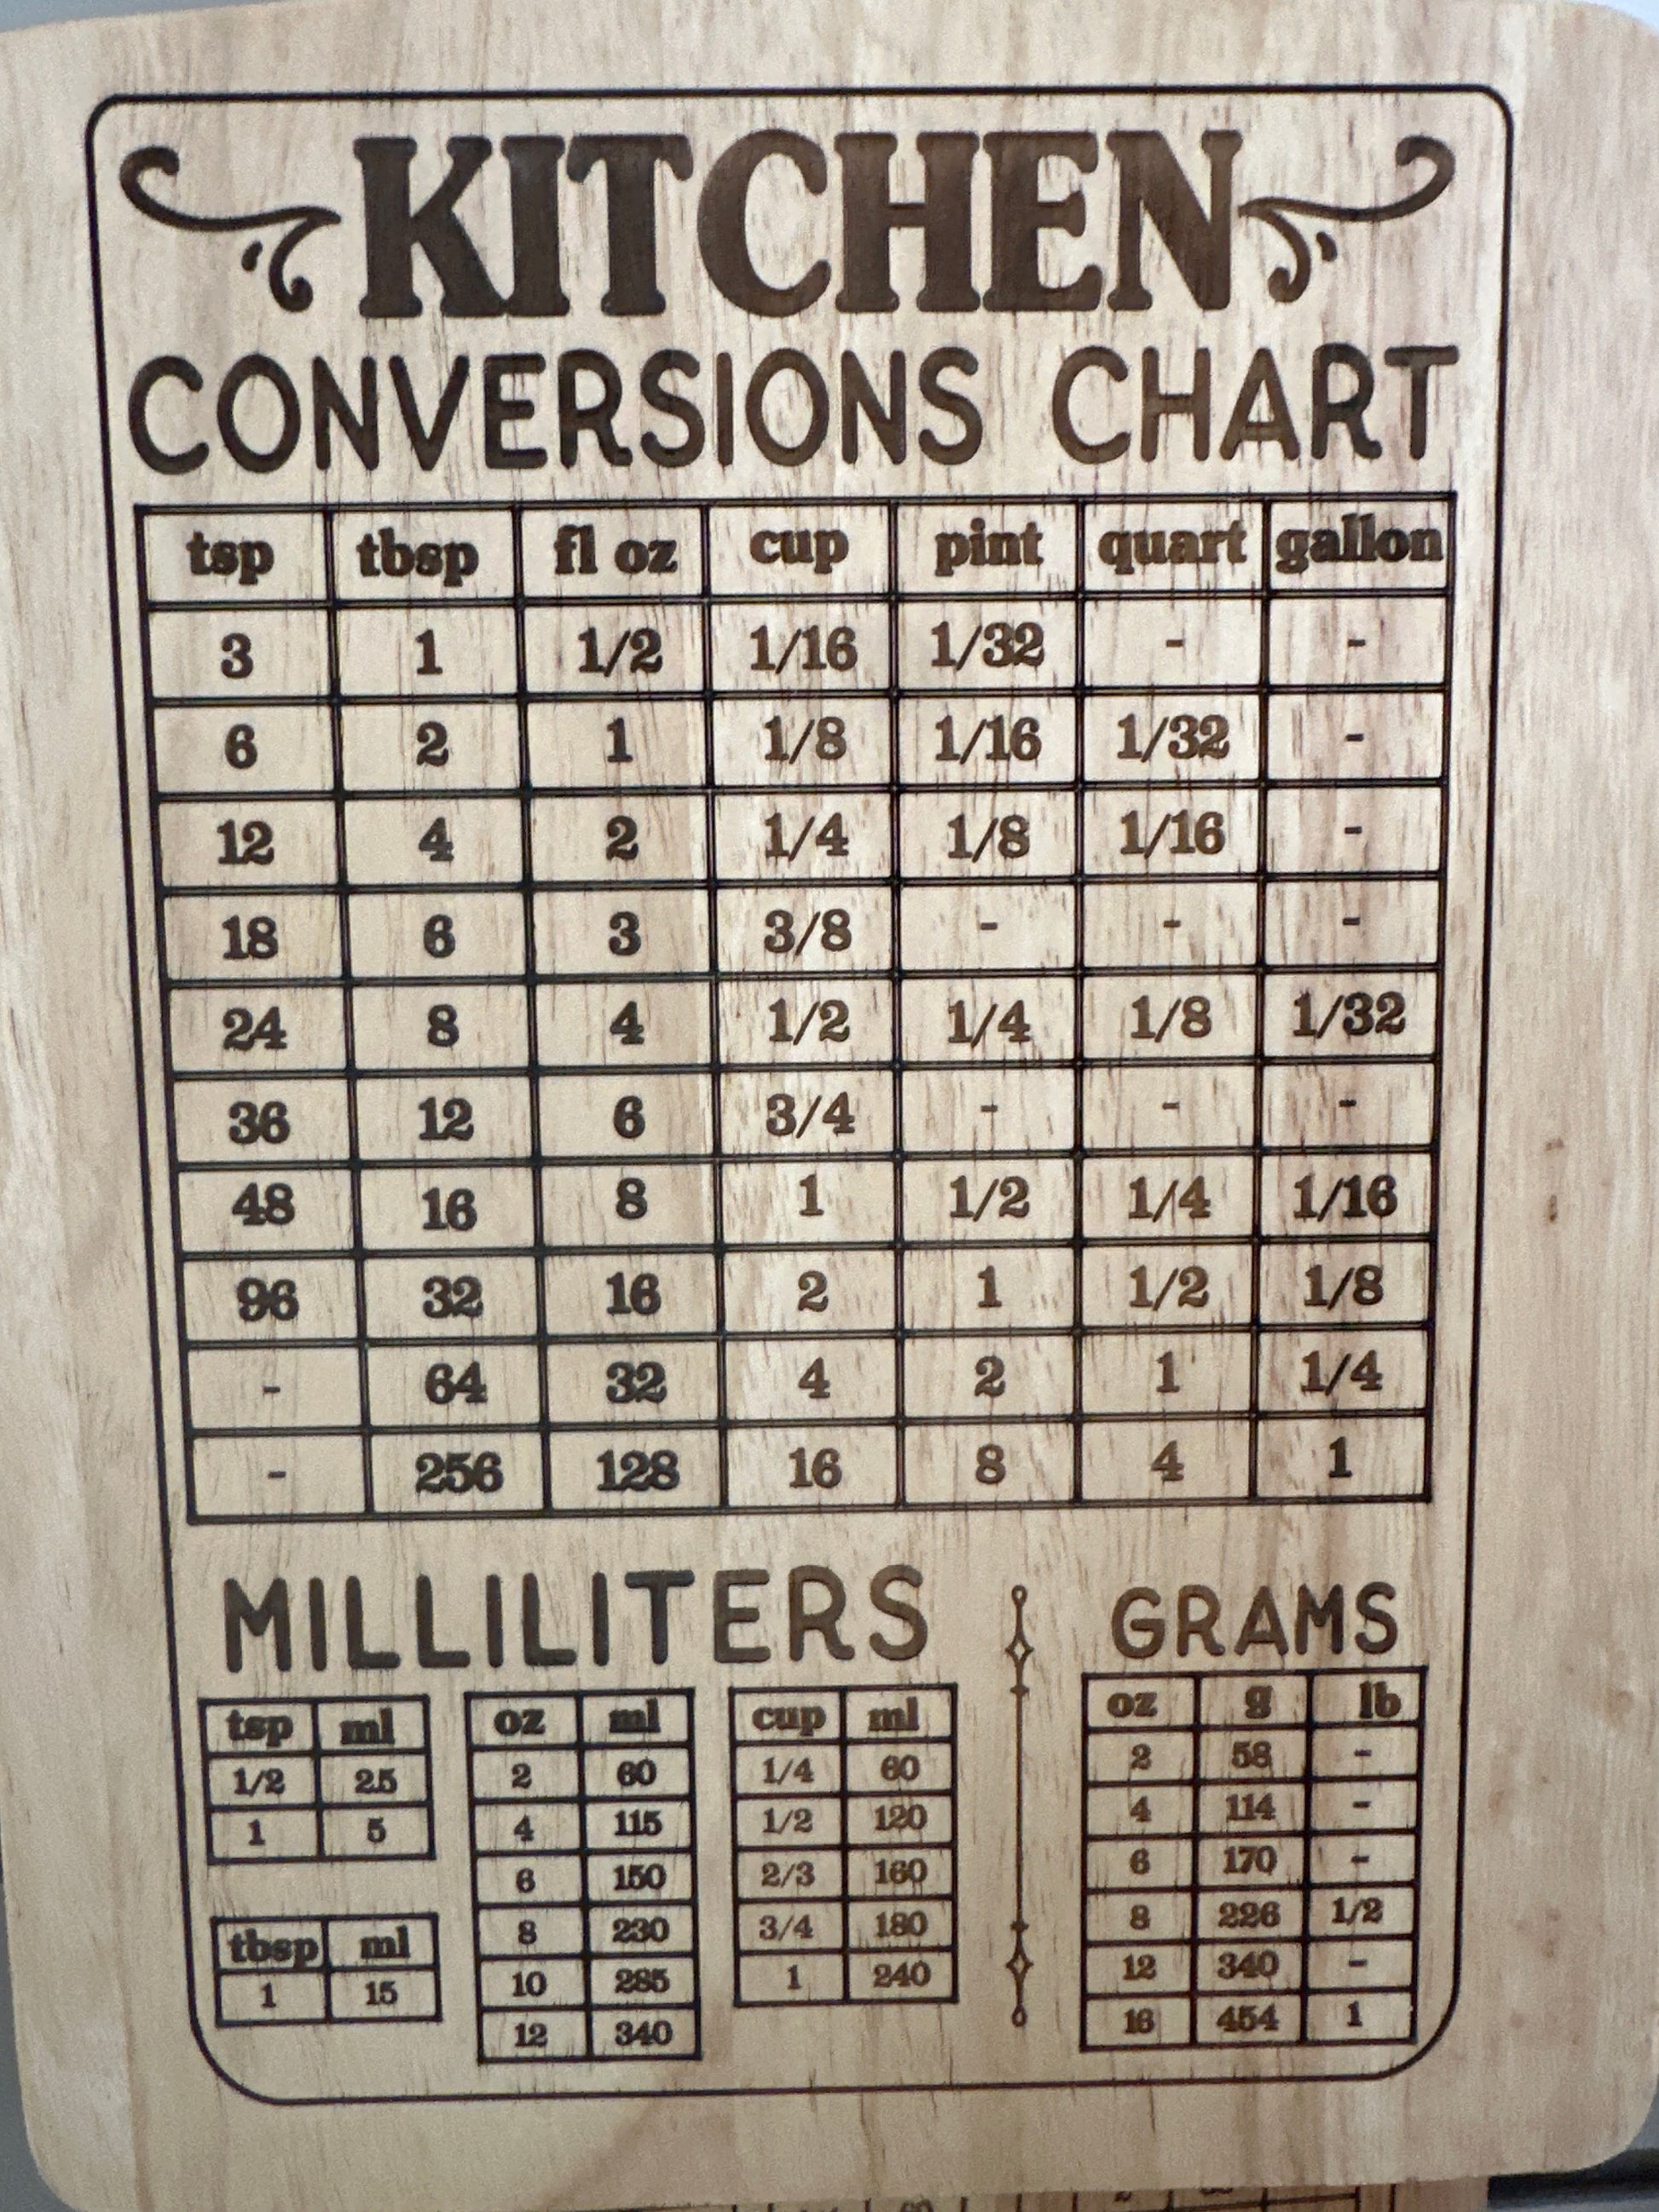 KITCHEN
CONVERSIONS CHART
tsp tbsp fl oz cup pint quart gallon
3 1 1/2 1/16 1/32 - -
6 2 1 1/8 1/16 1/32 -
12 4 2 1/4 1/8 1/16 -
18 6 3 3/8 - - -
24 8 4 1/2 1/4 1/8 1/32
36 12 6 3/4 - - -
48 16 8 1 1/2 1/4 1/16
96 32 16 2 1 1/2 1/8
- 64 32 4 2 1 1/4
- 256 128 16 8 4 1
MILLILITERS
tsp ml
1/2 2.5
1 5
tbsp ml
1 15
oz ml
2 60
4 115
6 150
8 230
10 285
12 340
cup ml
1/4 60
1/2 120
2/3 160
3/4 180
1 240
GRAMS
oz g lb
2 58 -
4 114 -
6 170 -
8 226 1/2
12 340 -
16 454 1